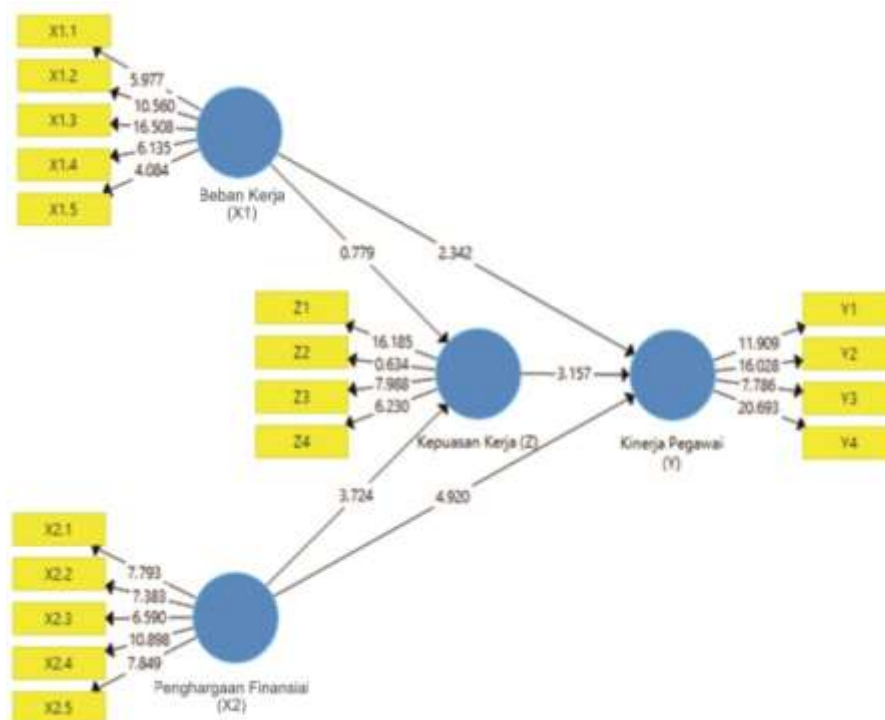 X1.1
5.977
X1.2
10.560
X1.3
16.508
X1.4
6.135
4.084
X1.5
Beban Kerja
(X1)
0.779
2.342
Z1
16.185
Z2
0.634
Z3
7.988
Z4
6.230
Kepuasan Kerja (Z)
3.157
Y1
11.909
Y2
16.028
7.786
Y3
20.693
Y4
Kinerja Pegawai
(Y)
3.724
4.920
X2.1
7.793
X2.2
7.383
X2.3
6.590
X2.4
10.898
7.849
X2.5
Penghargaan Finansial
(X2)